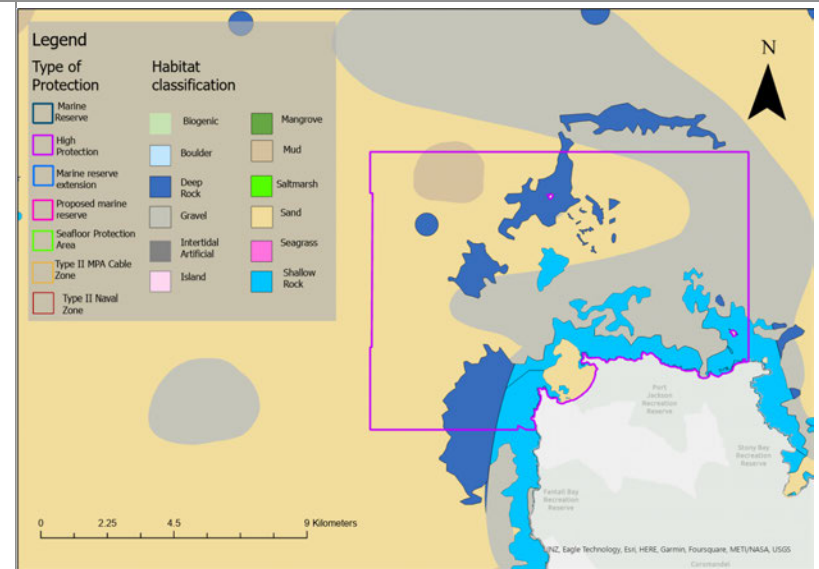 Legend
Type of
Protection
Marine
Reserve
High
Protection
Marine reserve
extension
Proposed marine
reserve
Seafloor Protection
Area
Type II MPA Cable
Zone
Type II Naval
Zone
Habitat
classification
Biogenic
Boulder
Deep
Rock
Gravel
Intertidal
Artificial
Island
Mangrove
Mud
Saltmarsh
Sand
Seagrass
Shallow
Rock
N
Port
Jackson
Recreation
Reserve
Stony Bay
Recreation
Reserve
Fantail Bay
Recreation
Reserve
0 2.25 4.5 9 Kilometers
INZ, Eagle Technology, Esri, HERE, Garmin, Foursquare, METI/NASA, USGS
Coromandel